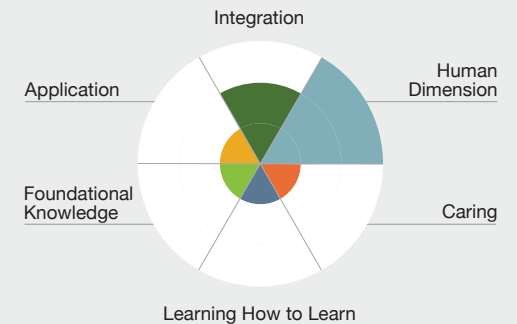 Integration
Application
Human
Dimension
Foundational
Knowledge
Caring
Learning How to Learn